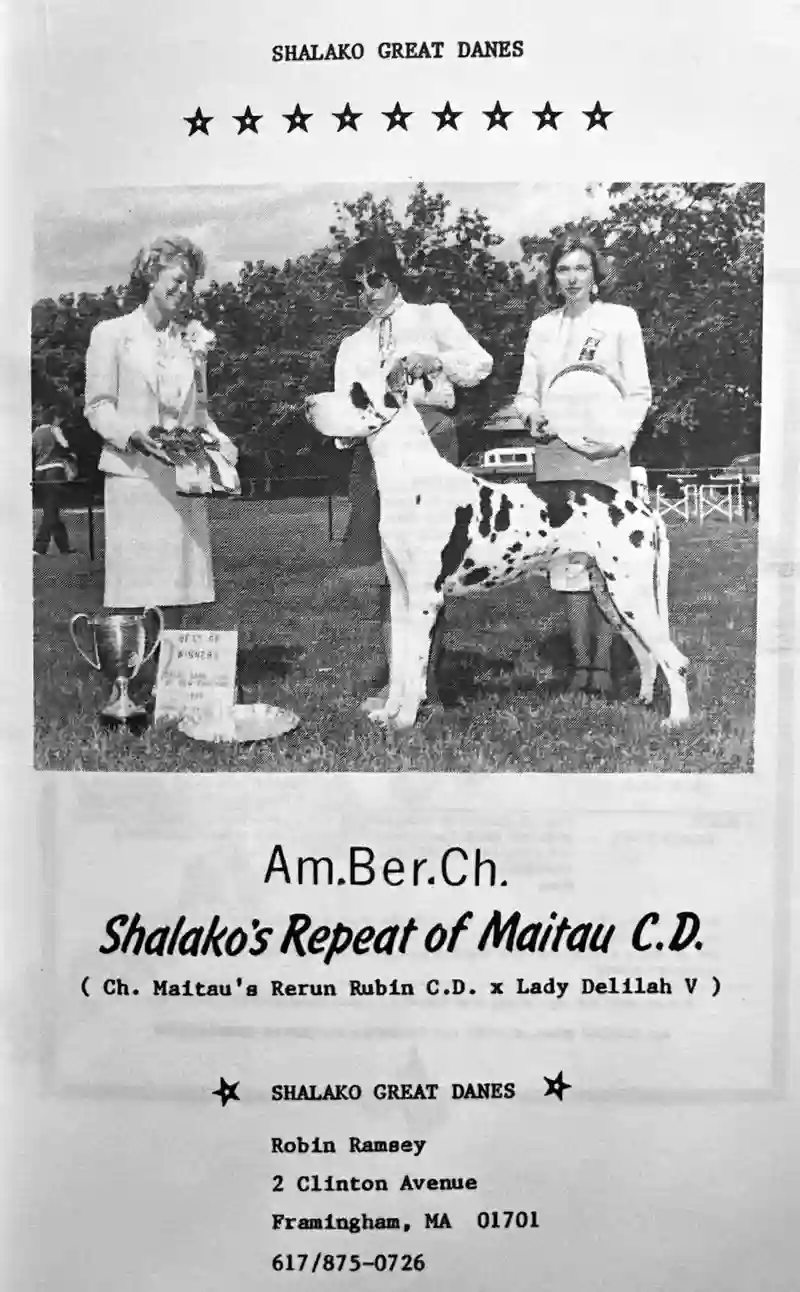 SHALAKO GREAT DANES
Am.Ber.Ch.
Shalako's Repeat of Maitau C.D.
( Ch. Maitau's Rerun Rubin C.D. x Lady Delilah V )
SHALAKO GREAT DANES
Robin Ramsey
2 Clinton Avenue
Framingham, MA 01701
617/875-0726
BEST OF
WINNERS